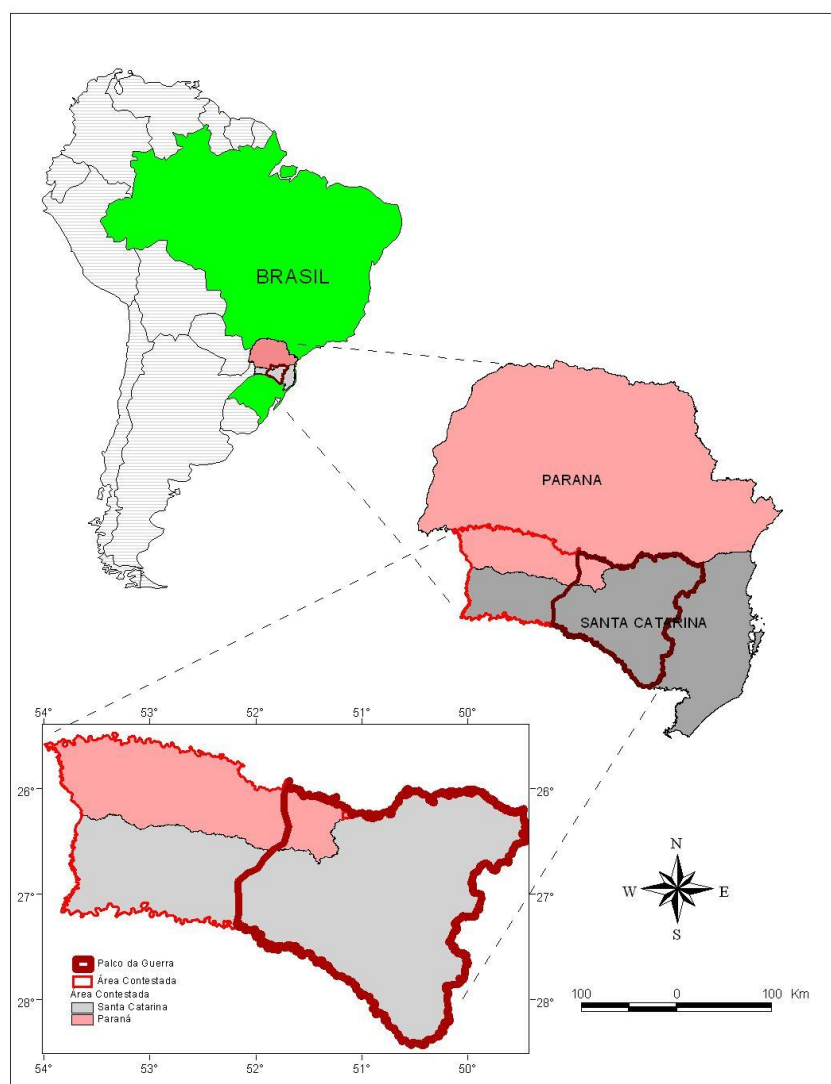 BRASIL
PARANA
SANTA CATARINA
54° 53° 52° 51° 50°
26° 26°
27° 27°
28° 28°
Palco da Guerra
Área Contestada
Área Contestada
Santa Catarina
Paraná
N
W E
S
100 0 100 Km
54° 53° 52° 51° 50°